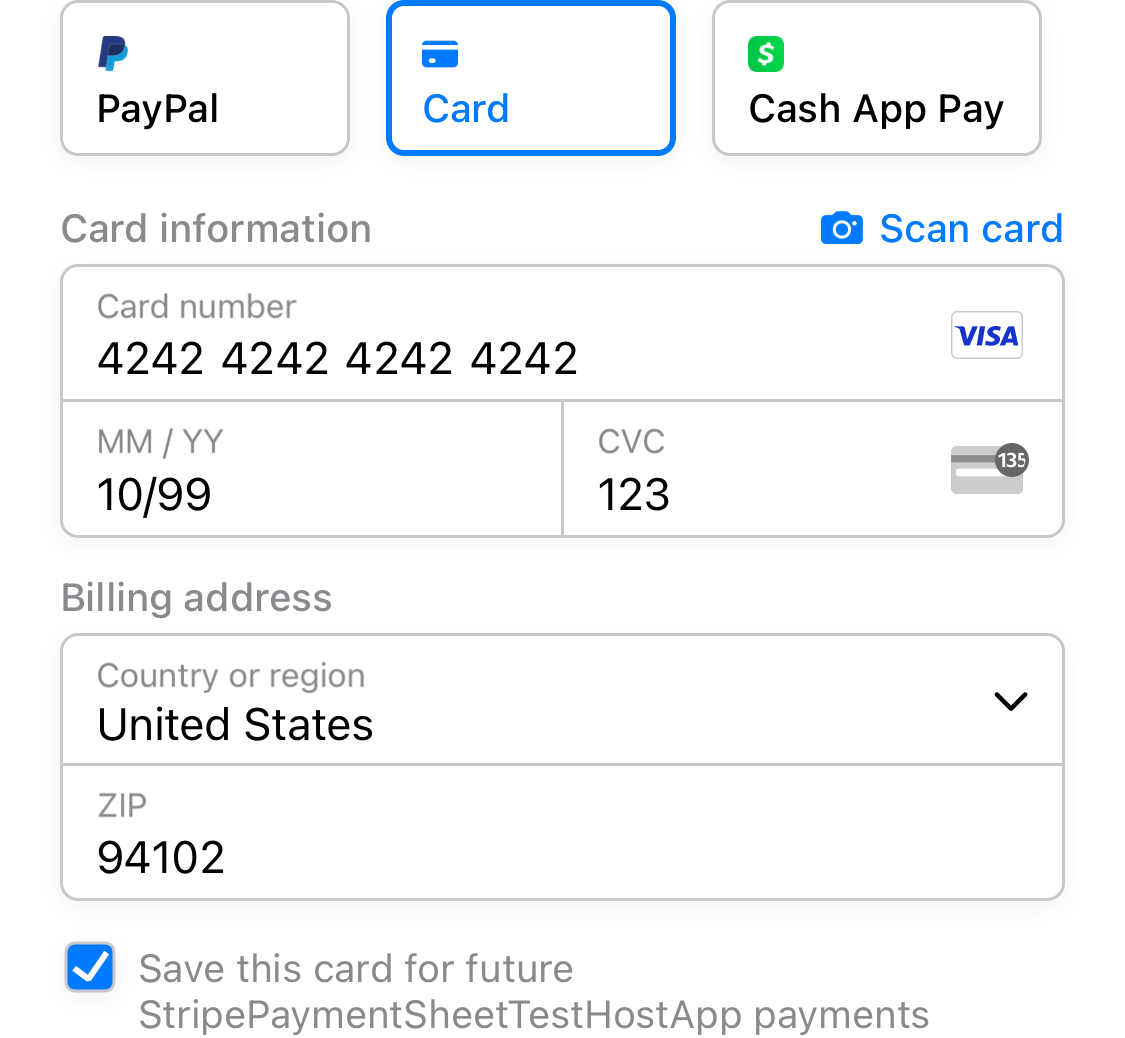 PayPal
Card
Cash App Pay
Card information
Scan card
Card number
4242 4242 4242 4242
VISA
MM / YY
10/99
CVC
123
135
Billing address
Country or region
United States
ZIP
94102
Save this card for future
StripePaymentSheetTestHostApp payments